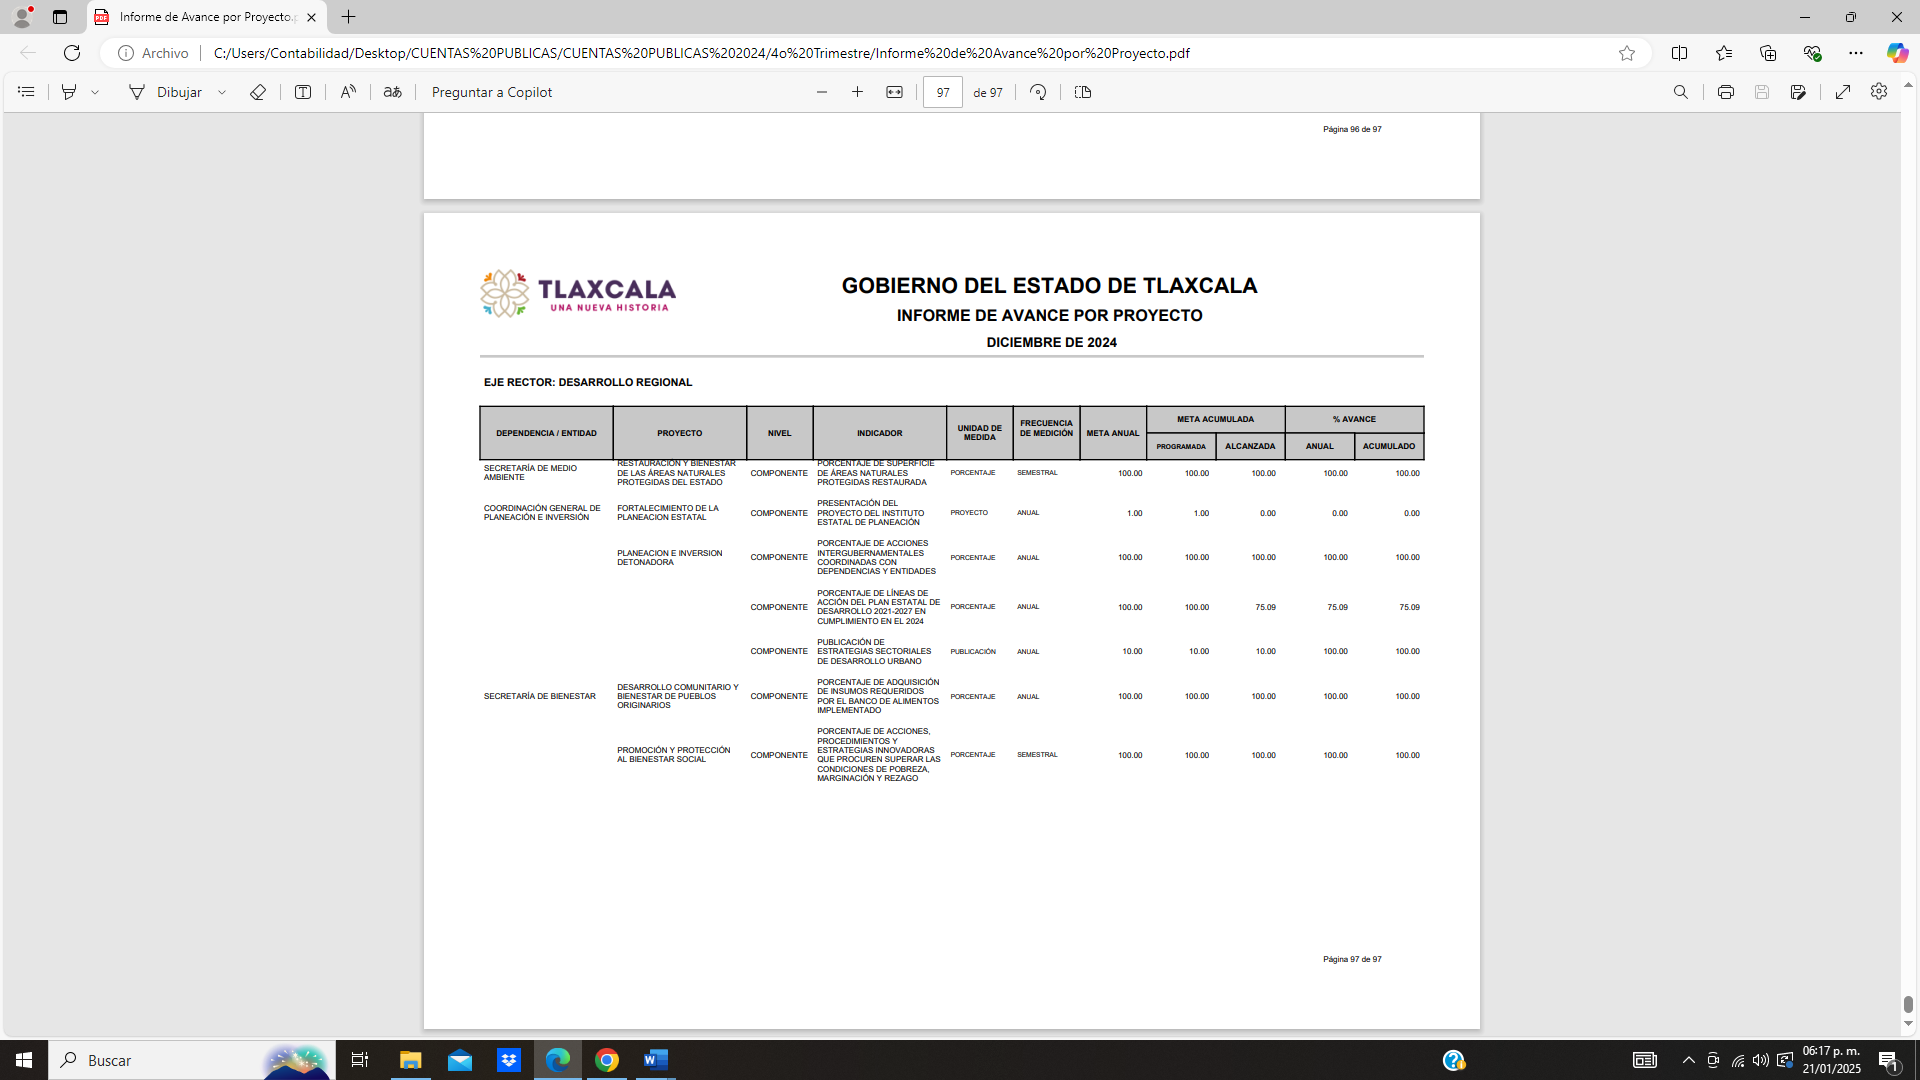 Informe de Avance por Proyecto.p
Archivo
C:/Users/Contabilidad/Desktop/CUENTAS%20PUBLICAS/CUENTAS%20PUBLICAS%202024/4o%20Trimestre/Informe%20de%20Avance%20por%20Proyecto.pdf
Dibujar
aあ
Preguntar a Copilot
97 de 97
Página 96 de 97
TLAXCALA
UNA NUEVA HISTORIA
GOBIERNO DEL ESTADO DE TLAXCALA
INFORME DE AVANCE POR PROYECTO
DICIEMBRE DE 2024
EJE RECTOR: DESARROLLO REGIONAL
DEPENDENCIA / ENTIDAD PROYECTO NIVEL INDICADOR UNIDAD DE MEDIDA FRECUENCIA DE MEDICIÓN META ANUAL META ACUMULADA % AVANCE
PROGRAMADA ALCANZADA ANUAL ACUMULADO
SECRETARÍA DE MEDIO AMBIENTE RESTAURACIÓN Y BIENESTAR DE LAS ÁREAS NATURALES PROTEGIDAS DEL ESTADO COMPONENTE PORCENTAJE DE SUPERFICIE DE ÁREAS NATURALES PROTEGIDAS RESTAURADA PORCENTAJE SEMESTRAL 100.00 100.00 100.00 100.00 100.00
COORDINACIÓN GENERAL DE PLANEACIÓN E INVERSIÓN FORTALECIMIENTO DE LA PLANEACION ESTATAL COMPONENTE PRESENTACIÓN DEL PROYECTO DEL INSTITUTO ESTATAL DE PLANEACIÓN PROYECTO ANUAL 1.00 1.00 0.00 0.00 0.00
PLANEACION E INVERSION DETONADORA COMPONENTE PORCENTAJE DE ACCIONES INTERGUBERNAMENTALES COORDINADAS CON DEPENDENCIAS Y ENTIDADES PORCENTAJE ANUAL 100.00 100.00 100.00 100.00 100.00
COMPONENTE PORCENTAJE DE LÍNEAS DE ACCIÓN DEL PLAN ESTATAL DE DESARROLLO 2021-2027 EN CUMPLIMIENTO EN EL 2024 PORCENTAJE ANUAL 100.00 100.00 75.09 75.09 75.09
COMPONENTE PUBLICACIÓN DE ESTRATEGIAS SECTORIALES DE DESARROLLO URBANO PUBLICACIÓN ANUAL 10.00 10.00 10.00 100.00 100.00
SECRETARÍA DE BIENESTAR DESARROLLO COMUNITARIO Y BIENESTAR DE PUEBLOS ORIGINARIOS COMPONENTE PORCENTAJE DE ADQUISICIÓN DE INSUMOS REQUERIDOS POR EL BANCO DE ALIMENTOS IMPLEMENTADO PORCENTAJE ANUAL 100.00 100.00 100.00 100.00 100.00
PROMOCIÓN Y PROTECCIÓN AL BIENESTAR SOCIAL COMPONENTE PORCENTAJE DE ACCIONES, PROCEDIMIENTOS Y ESTRATEGIAS INNOVADORAS QUE PROCUREN SUPERAR LAS CONDICIONES DE POBREZA, MARGINACIÓN Y REZAGO PORCENTAJE SEMESTRAL 100.00 100.00 100.00 100.00 100.00
Página 97 de 97
Buscar
06:17 p. m.
21/01/2025
1